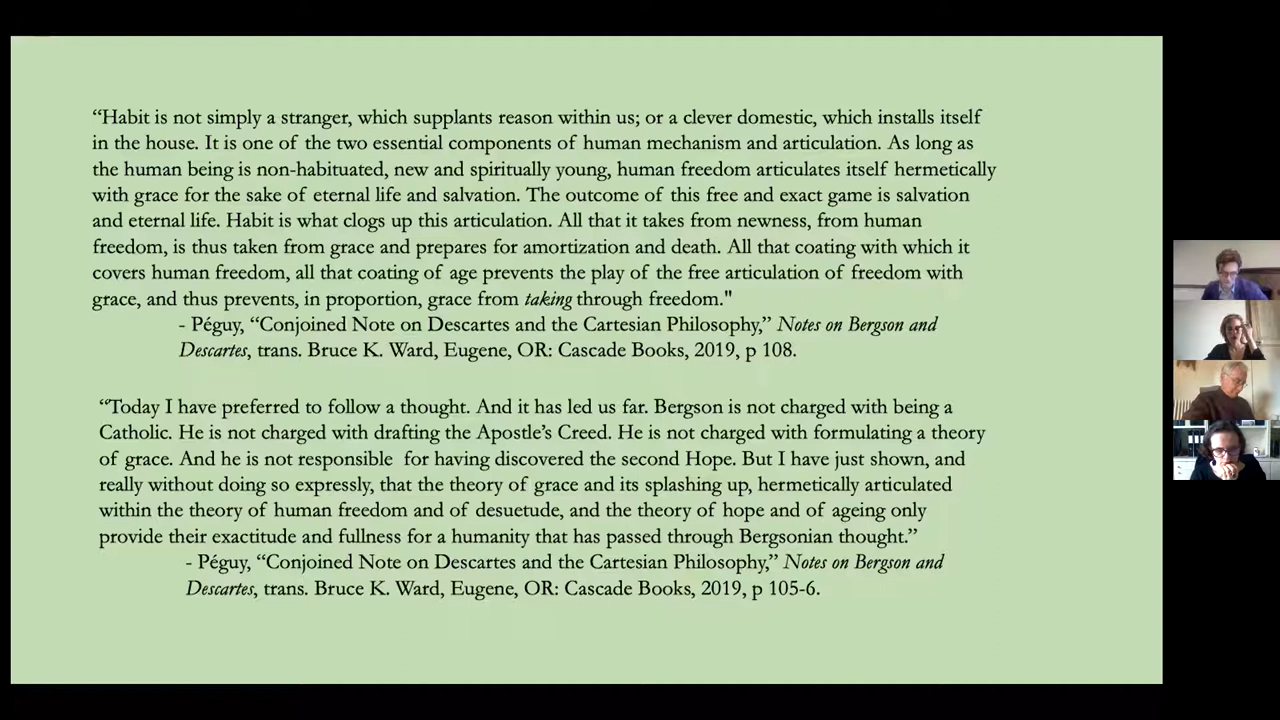 “Habit is not simply a stranger, which supplants reason within us; or a clever domestic, which installs itself
in the house. It is one of the two essential components of human mechanism and articulation. As long as
the human being is non-habituated, new and spiritually young, human freedom articulates itself hermetically
with grace for the sake of eternal life and salvation. The outcome of this free and exact game is salvation
and eternal life. Habit is what clogs up this articulation. All that it takes from newness, from human
freedom, is thus taken from grace and prepares for amortization and death. All that coating with which it
covers human freedom, all that coating of age prevents the play of the free articulation of freedom with
grace, and thus prevents, in proportion, grace from taking through freedom."
- Péguy, “Conjoined Note on Descartes and the Cartesian Philosophy,” Notes on Bergson and
Descartes, trans. Bruce K. Ward, Eugene, OR: Cascade Books, 2019, p 108.
“Today I have preferred to follow a thought. And it has led us far. Bergson is not charged with being a
Catholic. He is not charged with drafting the Apostle’s Creed. He is not charged with formulating a theory
of grace. And he is not responsible for having discovered the second Hope. But I have just shown, and
really without doing so expressly, that the theory of grace and its splashing up, hermetically articulated
within the theory of human freedom and of desuetude, and the theory of hope and of ageing only
provide their exactitude and fullness for a humanity that has passed through Bergsonian thought.”
- Péguy, “Conjoined Note on Descartes and the Cartesian Philosophy,” Notes on Bergson and
Descartes, trans. Bruce K. Ward, Eugene, OR: Cascade Books, 2019, p 105-6.